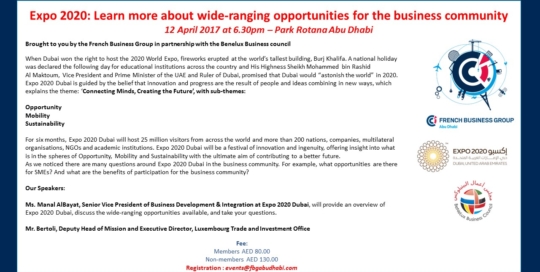 Expo 2020: Learn more about wide-ranging opportunities for the business community
12 April 2017 at 6.30pm – Park Rotana Abu Dhabi
Brought to you by the French Business Group in partnership with the Benelux Business council
When Dubai won the right to host the 2020 World Expo, fireworks erupted at the world's tallest building, Burj Khalifa. A national holiday
was declared the following day for educational institutions across the country and His Highness Sheikh Mohammed bin Rashid
Al Maktoum, Vice President and Prime Minister of the UAE and Ruler of Dubai, promised that Dubai would "astonish the world" in 2020.
Expo 2020 Dubai is guided by the belief that innovation and progress are the result of people and ideas combining in new ways, which
explains the theme: 'Connecting Minds, Creating the Future', with sub-themes:
Opportunity
Mobility
Sustainability
For six months, Expo 2020 Dubai will host 25 million visitors from across the world and more than 200 nations, companies, multilateral
organisations, NGOs and academic institutions. Expo 2020 Dubai will be a festival of innovation and ingenuity, offering insight into what
is in the spheres of Opportunity, Mobility and Sustainability with the ultimate aim of contributing to a better future.
As we noticed there are many questions around Expo 2020 Dubai in the business community. For example, what opportunities are there
for SMEs? And what are the benefits of participation for the business community?
Our Speakers:
Ms. Manal AlBayat, Senior Vice President of Business Development & Integration at Expo 2020 Dubai, will provide an overview of
Expo 2020 Dubai, discuss the wide-ranging opportunities available, and take your questions.
Mr. Bertoli, Deputy Head of Mission and Executive Director, Luxembourg Trade and Investment Office
Fee:
Members AED 80.00
Non-members AED 130.00
Registration : events@fbgabudhabi.com
FRENCH BUSINESS GROUP
Abu Dhabi
EXPO 2020 إكسبو
DUBAI, UNITED ARAB EMIRATES
Benelux Business Council